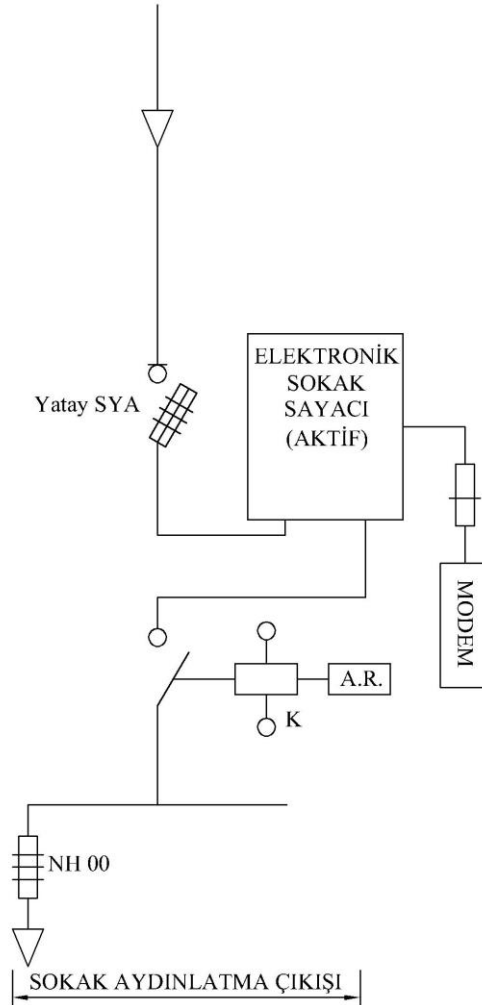 ELEKTRONİK
SOKAK
SAYACI
(AKTİF)
Yatay SYA
MODEM
A.R.
K
NH 00
SOKAK AYDINLATMA ÇIKIŞI